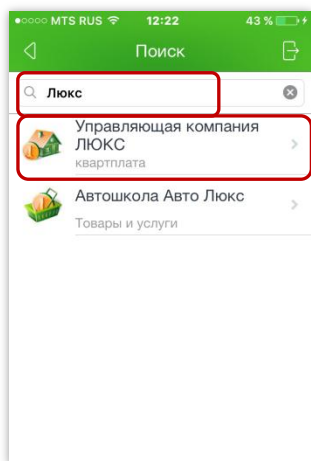 MTS RUS 12:22 43 %
Поиск
Люкс
Управляющая компания
ЛЮКС
квартплата
Автошкола Авто Люкс
Товары и услуги